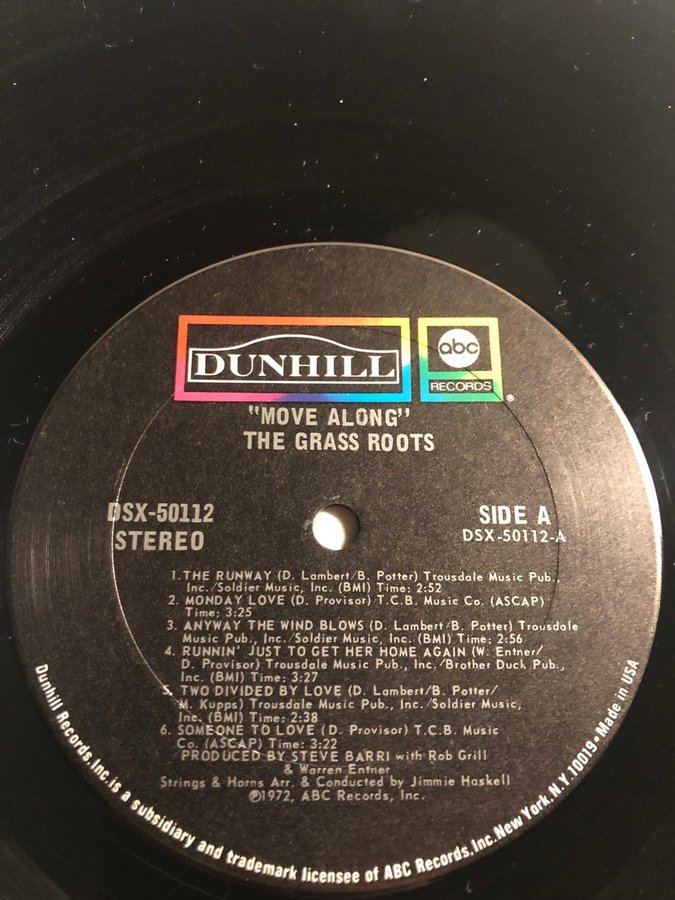 DUNHILL
abc
RECORDS
®
"MOVE ALONG"
THE GRASS ROOTS
DSX-50112
STEREO
SIDE A
DSX-50112-A
1. THE RUNWAY (D. Lambert/B. Potter) Trousdale Music Pub.,
Inc./Soldier Music, Inc. (BMI) Time: 2:52
2. MONDAY LOVE (D. Provisor) T.C.B. Music Co. (ASCAP)
Time: 3:25
3. ANYWAY THE WIND BLOWS (D. Lambert/B. Potter) Trousdale
Music Pub., Inc./Soldier Music, Inc. (BMI) Time: 2:56
4. RUNNIN' JUST TO GET HER HOME AGAIN (W. Entner/
D. Provisor) Trousdale Music Pub., Inc./Brother Duck Pub.,
Inc. (BMI) Time: 3:27
5. TWO DIVIDED BY LOVE (D. Lambert/B. Potter/
M. Kupps) Trousdale Music Pub., Inc./Soldier Music,
Inc. (BMI) Time: 2:38
6. SOMEONE TO LOVE (D. Provisor) T.C.B. Music
Co. (ASCAP) Time: 3:22
PRODUCED BY STEVE BARRI with Rob Grill
& Warren Entner
Strings & Horns Arr. & Conducted by Jimmie Haskell
℗1972, ABC Records, Inc.
Dunhill Records, Inc. is a subsidiary and trademark licensee of ABC Records, Inc. New York, N.Y. 10019 • Made in USA